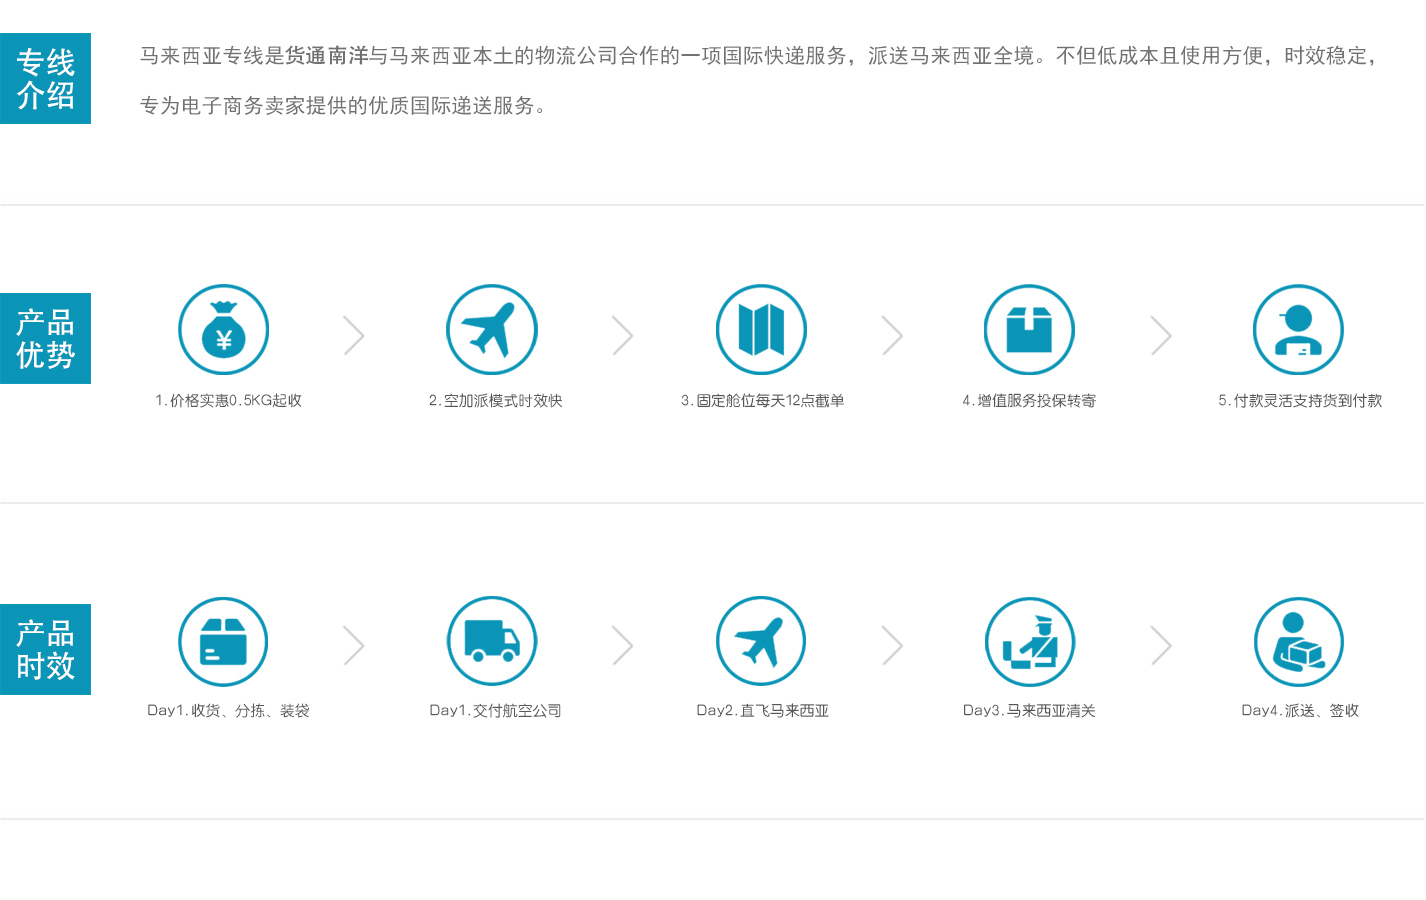 专线
介绍
马来西亚专线是货通南洋与马来西亚本土的物流公司合作的一项国际快递服务，派送马来西亚全境。不但低成本且使用方便，时效稳定，
专为电子商务卖家提供的优质国际递送服务。
产品
优势
¥
1.价格实惠0.5KG起收
2.空加派模式时效快
3.固定舱位每天12点截单
4.增值服务投保转寄
5.付款灵活支持货到付款
产品
时效
Day1.收货、分拣、装袋
Day1.交付航空公司
Day2.直飞马来西亚
Day3.马来西亚清关
Day4.派送、签收